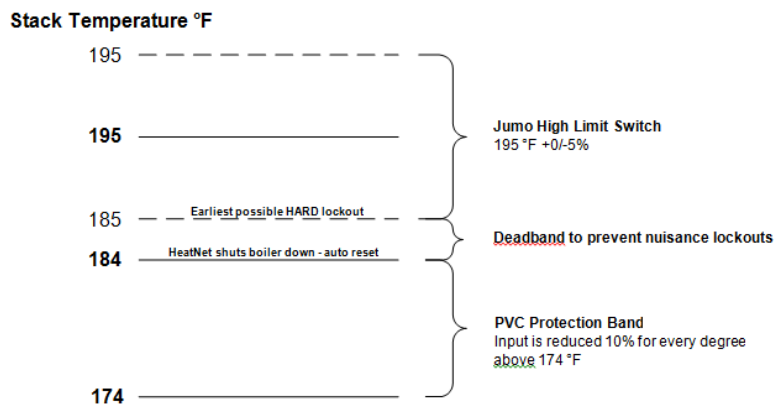 Stack Temperature °F
195
195
Jumo High Limit Switch
195 °F +0/-5%
Earliest possible HARD lockout
185
Deadband to prevent nuisance lockouts
HeatNet shuts boiler down - auto reset
184
PVC Protection Band
Input is reduced 10% for every degree
above 174 °F
174